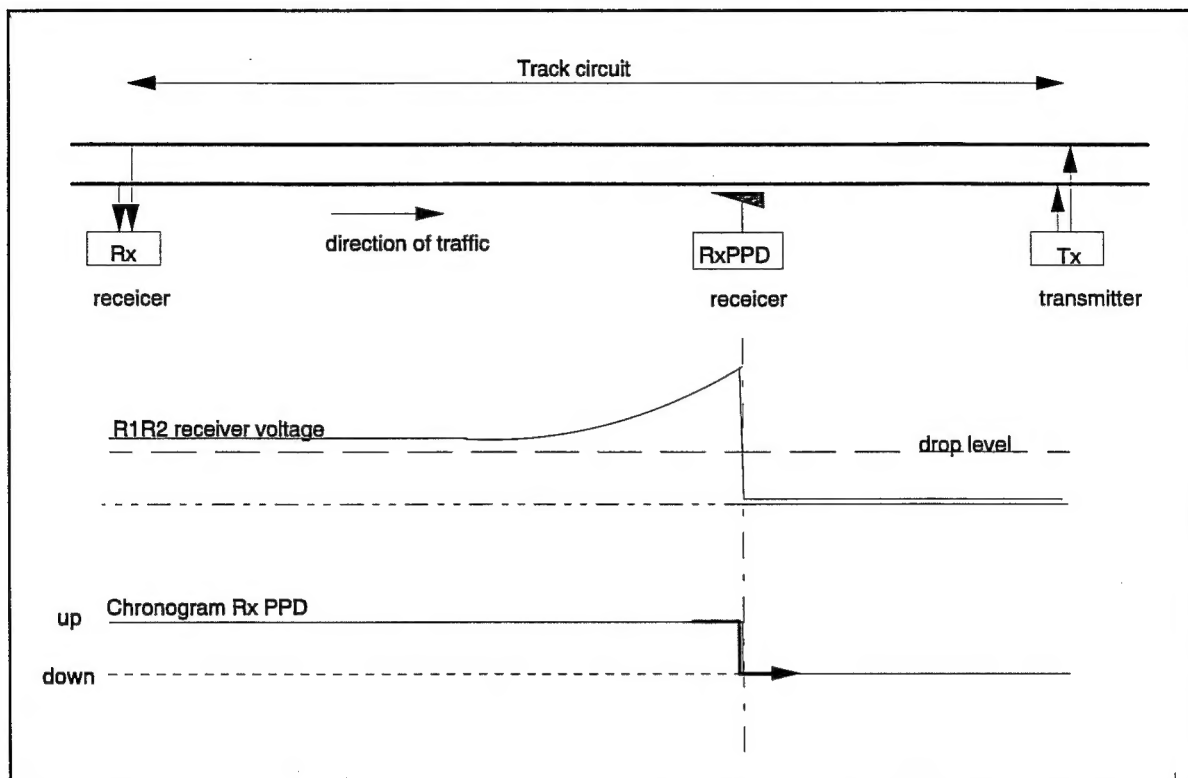 Track circuit
Rx
direction of traffic
RxPPD
Tx
receicer
receicer
transmitter
R1R2 receiver voltage
drop level
up
Chronogram Rx PPD
down